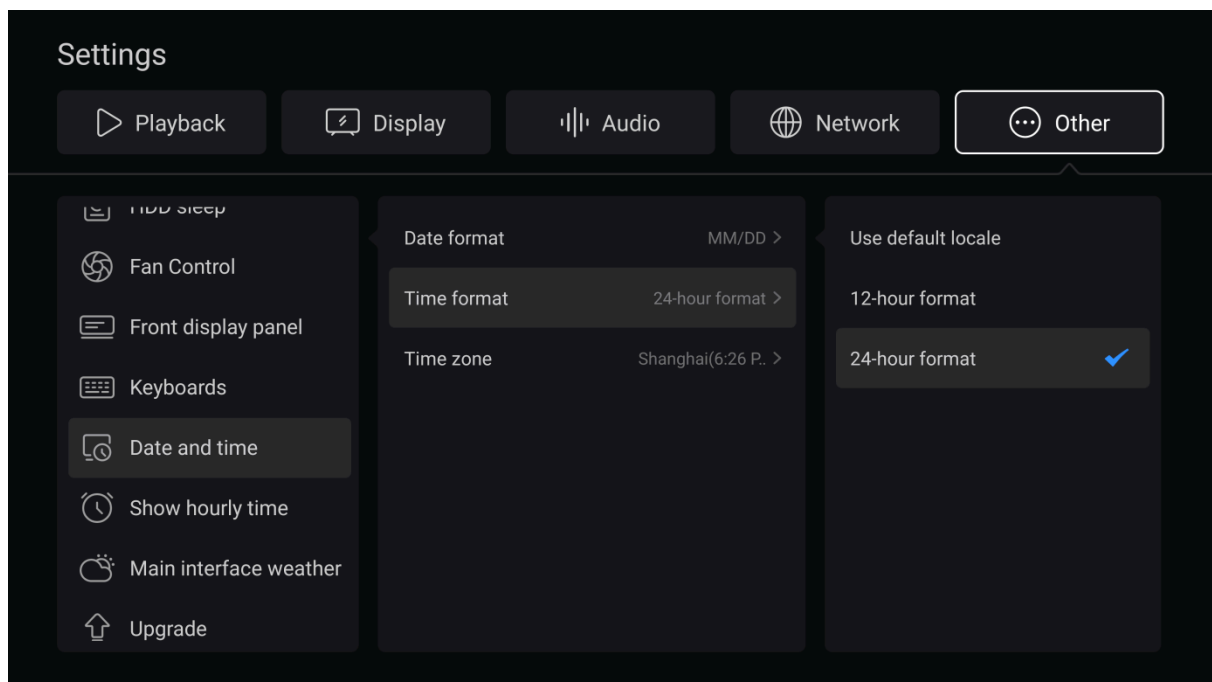 Settings
Playback
Display
Audio
Network
Other
HDD sleep
Fan Control
Front display panel
Keyboards
Date and time
Show hourly time
Main interface weather
Upgrade
Date format MM/DD >
Time format 24-hour format >
Time zone Shanghai(6:26 P.. >
Use default locale
12-hour format
24-hour format